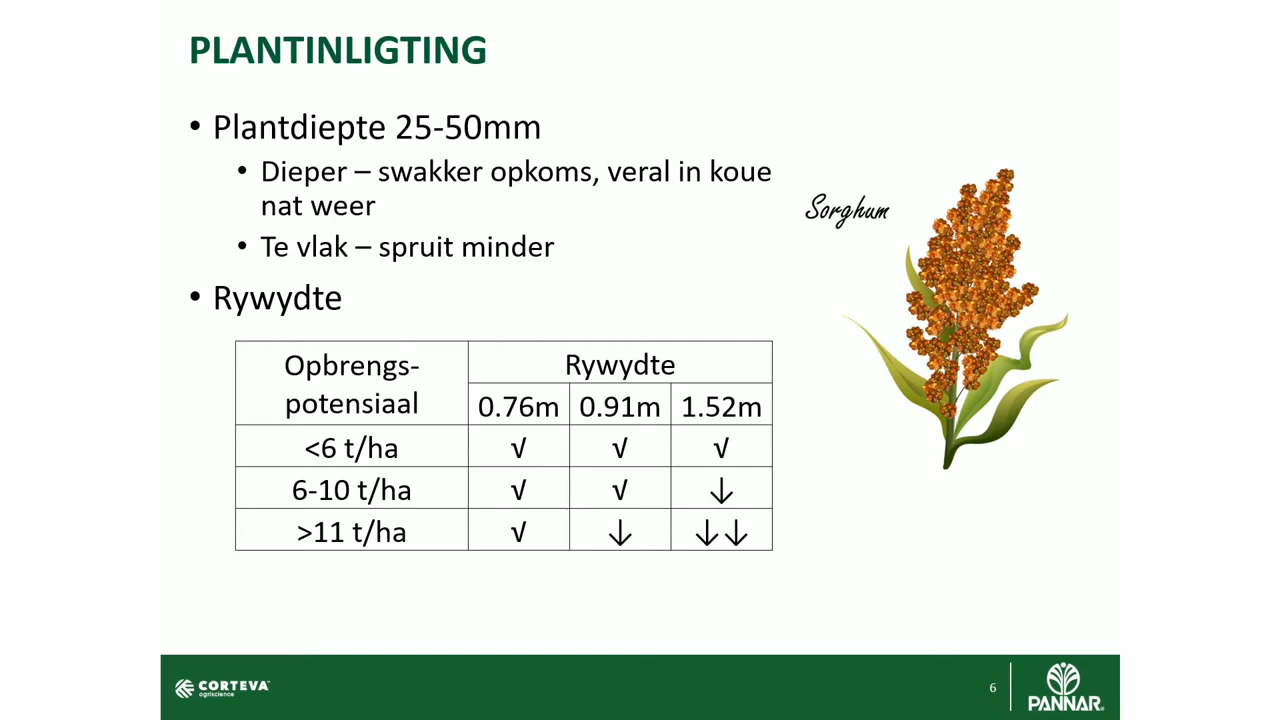 PLANTINLIGTING
• Plantdiepte 25-50mm
• Dieper – swakker opkoms, veral in koue
nat weer
• Te vlak – spruit minder
• Rywydte
Sorghum
Opbrengs-
potensiaal
Rywydte
0.76m 0.91m 1.52m
<6 t/ha √ √ √
6-10 t/ha √ √ ↓
>11 t/ha √ ↓ ↓↓
CORTEVA™
agriscience
6
PANNAR®